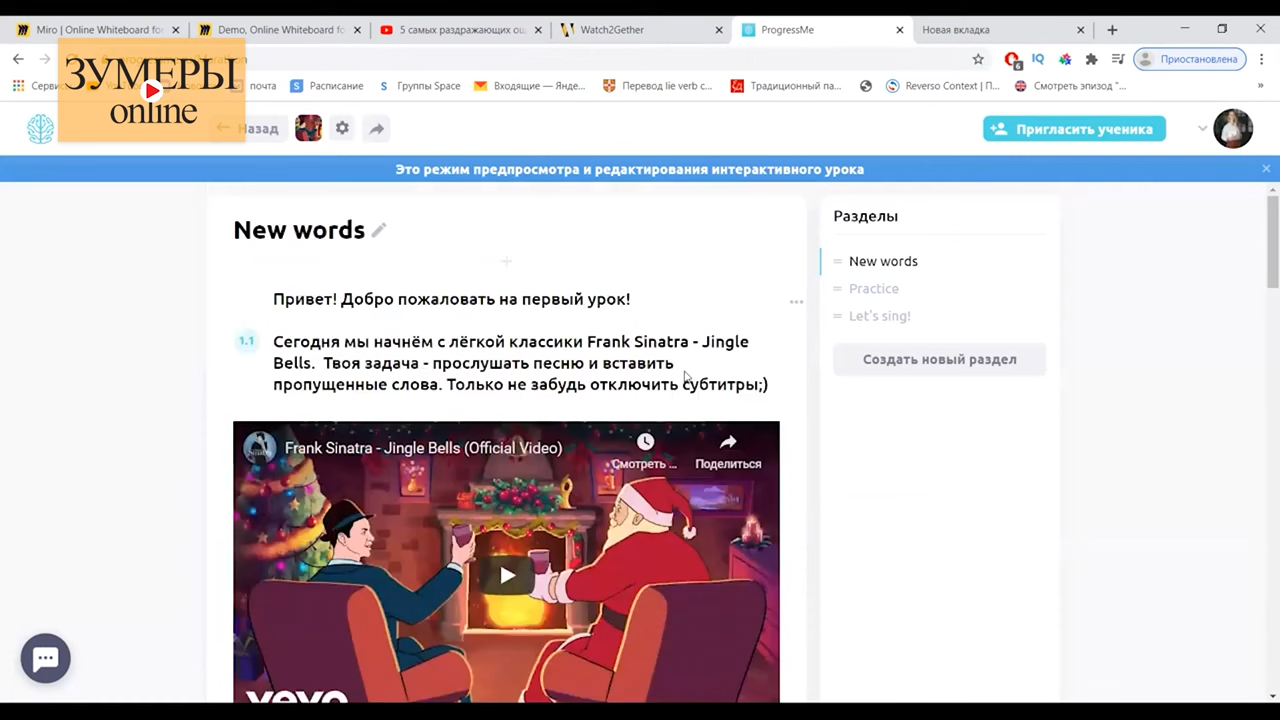 Miro | Online Whiteboard fo
Demo, Online Whiteboard fo
5 самых раздражающих ош
Watch2Gether
ProgressMe
Новая вкладка
Приостановлена
Сервис
почта
Расписание
Группы Space
Входящие — Янде...
Перевод lie verb с...
Традиционный па...
Reverso Context | П...
Смотреть эпизод "...
ЗУМЕРЫ
online
Назад
Пригласить ученика
Это режим предпросмотра и редактирования интерактивного урока
New words
Привет! Добро пожаловать на первый урок!
1.1
Сегодня мы начнём с лёгкой классики Frank Sinatra - Jingle
Bells. Твоя задача - прослушать песню и вставить
пропущенные слова. Только не забудь отключить субтитры;)
Frank Sinatra - Jingle Bells (Official Video)
Смотреть ...
Поделиться
vevo
Разделы
New words
Practice
Let's sing!
Создать новый раздел